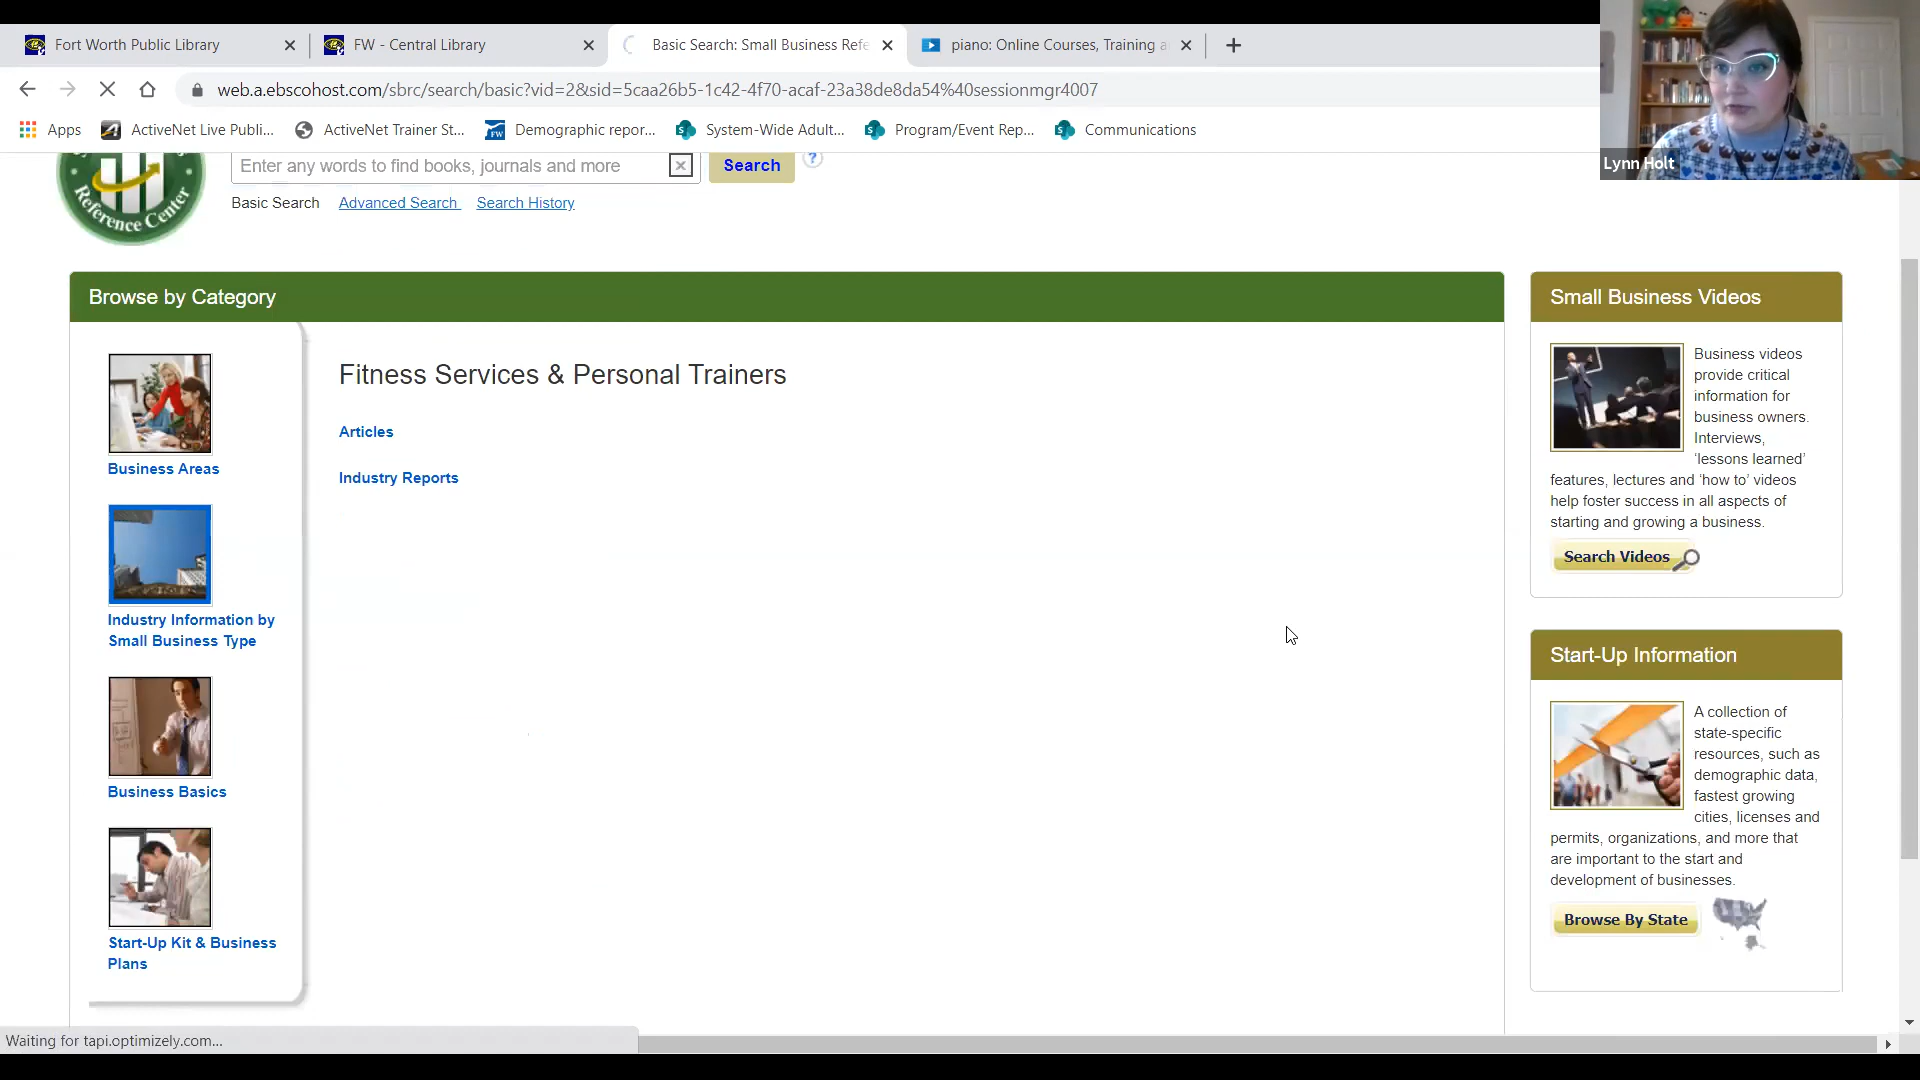 Fort Worth Public Library
FW - Central Library
Basic Search: Small Business Refe
piano: Online Courses, Training a
web.a.ebscohost.com/sbrc/search/basic?vid=2&sid=5caa26b5-1c42-4f70-acaf-23a38de8da54%40sessionmgr4007
Apps
ActiveNet Live Publi...
ActiveNet Trainer St...
Demographic repor...
System-Wide Adult...
Program/Event Rep...
Communications
Lynn Holt
Reference Center
Enter any words to find books, journals and more
Search
?
Basic Search
Advanced Search
Search History
Browse by Category
Business Areas
Industry Information by
Small Business Type
Business Basics
Start-Up Kit & Business
Plans
Fitness Services & Personal Trainers
Articles
Industry Reports
Small Business Videos
Business videos
provide critical
information for
business owners.
Interviews,
'lessons learned'
features, lectures and 'how to' videos
help foster success in all aspects of
starting and growing a business.
Search Videos
Start-Up Information
A collection of
state-specific
resources, such as
demographic data,
fastest growing
cities, licenses and
permits, organizations, and more that
are important to the start and
development of businesses.
Browse By State
Waiting for tapi.optimizely.com...